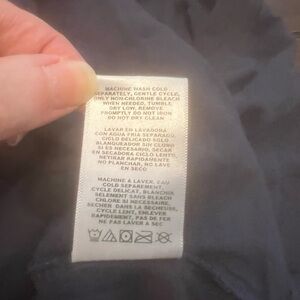 MACHINE WASH COLD
SEPARATELY, GENTLE CYCLE,
ONLY NON-CHLORINE BLEACH
WHEN NEEDED, TUMBLE
DRY LOW, REMOVE
PROMPTLY DO NOT IRON
DO NOT DRY CLEAN
LAVAR EN LAVADORA
CON AGUA FRIA SEPARADO,
CICLO DELICADO SOLO
BLANQUEADOR SIN CLORO
SI ES NECESARIO, SECAR
EN SECADORA CICLO LENTO,
RETIRAR RAPIDAMENTE
NO PLANCHAR, NO LAVAR
EN SECO
MACHINE A LAVER, EAU
COLD SEPAREMENT,
CYCLE DELICAT, BLANCHIR
SELEMENT SANS BLEACH
CHLORE SI NECESSAIRE,
SECHER DANS LA SECHEUSE,
CYCLE LENT, ENLEVER
RAPIDEMENT, PAS DE FER
NE PAS LAVER A SEC